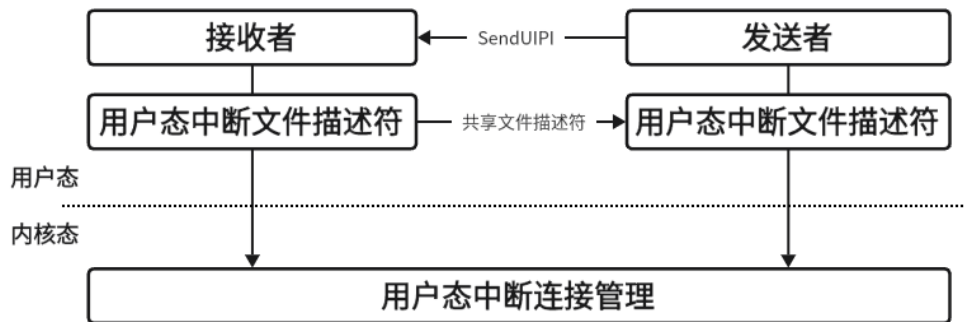 接收者
SendUIPI
发送者
用户态中断文件描述符
共享文件描述符
用户态中断文件描述符
用户态
内核态
用户态中断连接管理